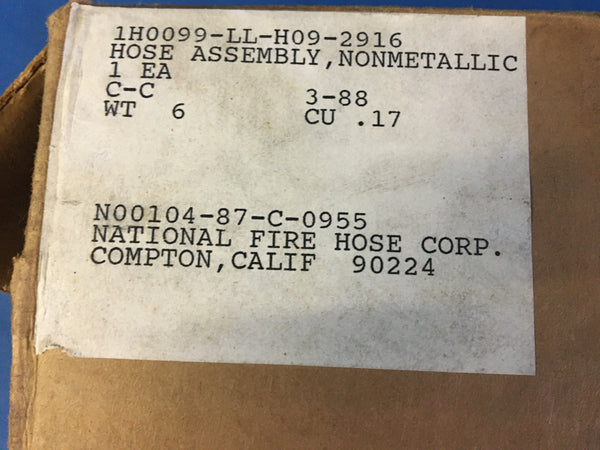 1H0099-LL-H09-2916
HOSE ASSEMBLY,NONMETALLIC
1 EA
C-C 3-88
WT 6 CU .17
N00104-87-C-0955
NATIONAL FIRE HOSE CORP.
COMPTON,CALIF 90224